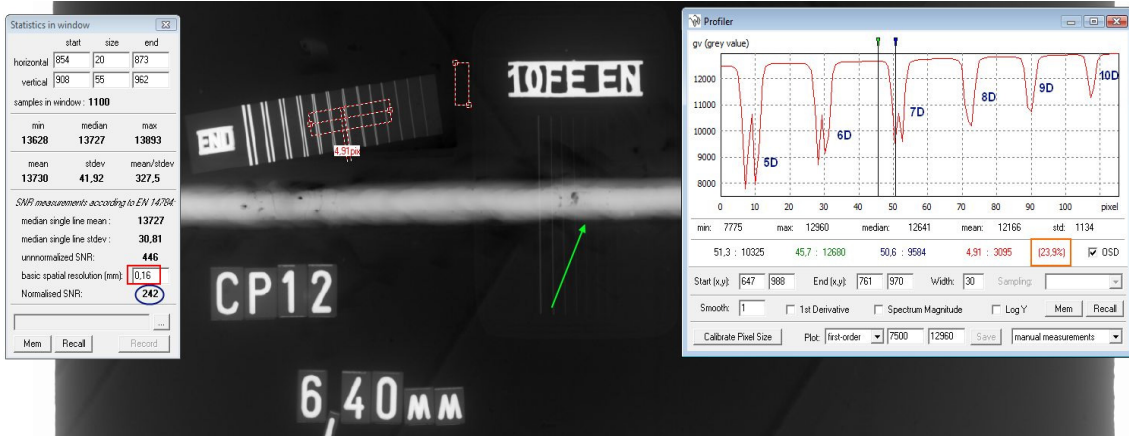 Statistics in window
start size end
horizontal 854 20 873
vertical 908 55 962
samples in window : 1100
min median max
13628 13727 13893
mean stdev mean/stdev
13730 41,92 327,5
SNR measurements according to EN 14784:
median single line mean : 13727
median single line stdev : 30,81
unnnormalized SNR: 446
basic spatial resolution (mm): 0,16
Normalised SNR: 242
...
Mem Recall Record
4,91pix
10FE EN
CP12
6,40MM
Profiler
gv (grey value)
12000
11000
10000
9000
8000
5D
6D
7D
8D
9D
10D
0 10 20 30 40 50 60 70 80 90 100 pixel
min: 7775 max: 12960 median: 12641 mean: 12166 std: 1134
51,3 : 10325 45,7 : 12680 50,6 : 9584 4,91 : 3095 (23,9%) OSD
Start (x,y): 647 988 End (x,y): 761 970 Width: 30 Sampling:
Smooth: 1 1st Derivative Spectrum Magnitude Log Y Mem Recall
Calibrate Pixel Size Plot: first-order 7500 12960 Save manual measurements